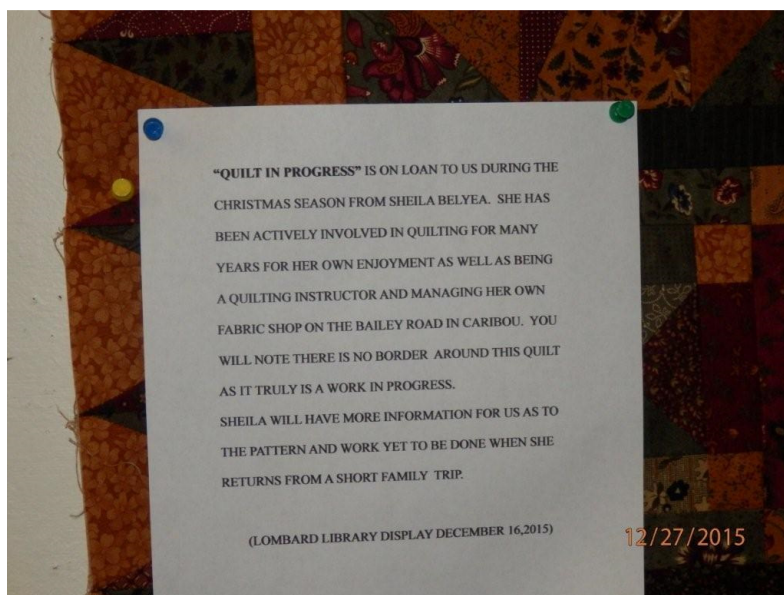 “QUILT IN PROGRESS” IS ON LOAN TO US DURING THE
CHRISTMAS SEASON FROM SHEILA BELYEA. SHE HAS
BEEN ACTIVELY INVOLVED IN QUILTING FOR MANY
YEARS FOR HER OWN ENJOYMENT AS WELL AS BEING
A QUILTING INSTRUCTOR AND MANAGING HER OWN
FABRIC SHOP ON THE BAILEY ROAD IN CARIBOU. YOU
WILL NOTE THERE IS NO BORDER AROUND THIS QUILT
AS IT TRULY IS A WORK IN PROGRESS.
SHEILA WILL HAVE MORE INFORMATION FOR US AS TO
THE PATTERN AND WORK YET TO BE DONE WHEN SHE
RETURNS FROM A SHORT FAMILY TRIP.
(LOMBARD LIBRARY DISPLAY DECEMBER 16,2015)
12/27/2015